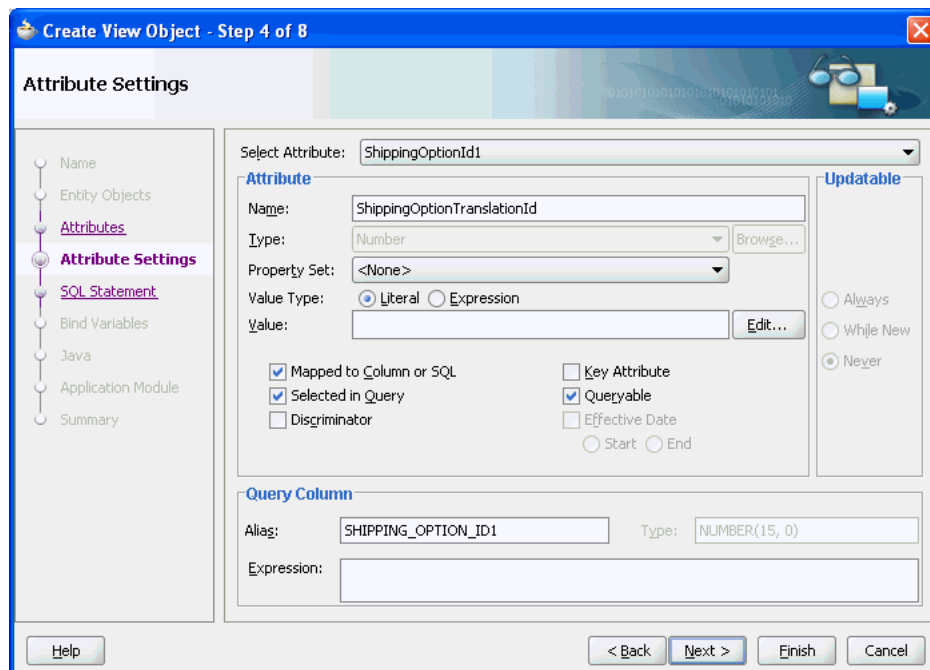 Create View Object - Step 4 of 8
Attribute Settings
010101010101010101010101
01010101010
Name
Entity Objects
Attributes
Attribute Settings
SQL Statement
Bind Variables
Java
Application Module
Summary
Select Attribute: ShippingOptionId1
Attribute
Name: ShippingOptionTranslationId
Type: Number Browse...
Property Set: <None>
Value Type: Literal Expression
Value: Edit...
Mapped to Column or SQL Key Attribute
Selected in Query Queryable
Discriminator Effective Date
Start End
Updatable
Always
While New
Never
Query Column
Alias: SHIPPING_OPTION_ID1 Type: NUMBER(15, 0)
Expression:
Help < Back Next > Finish Cancel